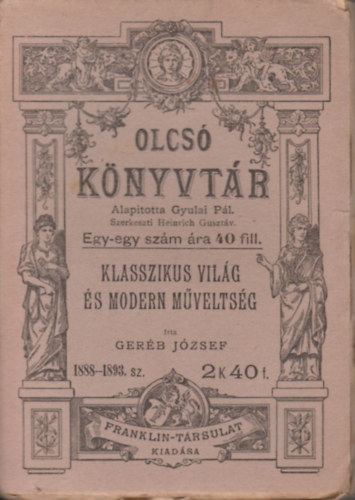 OLCSÓ
KÖNYVTÁR
Alapította Gyulai Pál.
Szerkeszti Heinrich Gusztáv.
Egy-egy szám ára 40 fill.
KLASSZIKUS VILÁG
ÉS MODERN MŰVELTSÉG
írta
GERÉB JÓZSEF
1888—1893. sz.
2 K 40 f.
FRANKLIN-TÁRSULAT
KIADÁSA